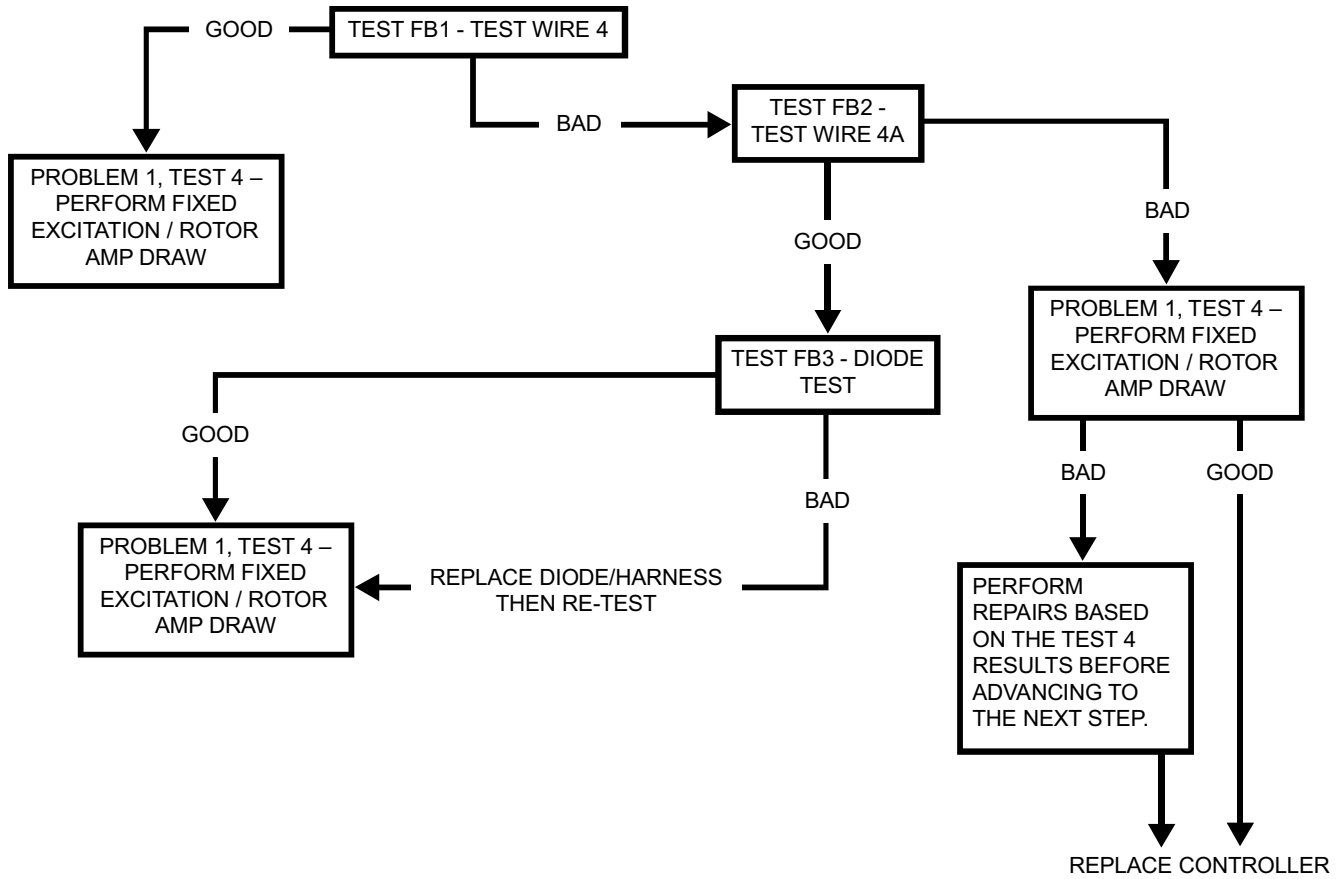 GOOD
TEST FB1 - TEST WIRE 4
BAD
TEST FB2 -
TEST WIRE 4A
PROBLEM 1, TEST 4 –
PERFORM FIXED
EXCITATION / ROTOR
AMP DRAW
GOOD
BAD
TEST FB3 - DIODE
TEST
PROBLEM 1, TEST 4 –
PERFORM FIXED
EXCITATION / ROTOR
AMP DRAW
GOOD
BAD
BAD
GOOD
PROBLEM 1, TEST 4 –
PERFORM FIXED
EXCITATION / ROTOR
AMP DRAW
REPLACE DIODE/HARNESS
THEN RE-TEST
PERFORM
REPAIRS BASED
ON THE TEST 4
RESULTS BEFORE
ADVANCING TO
THE NEXT STEP.
REPLACE CONTROLLER